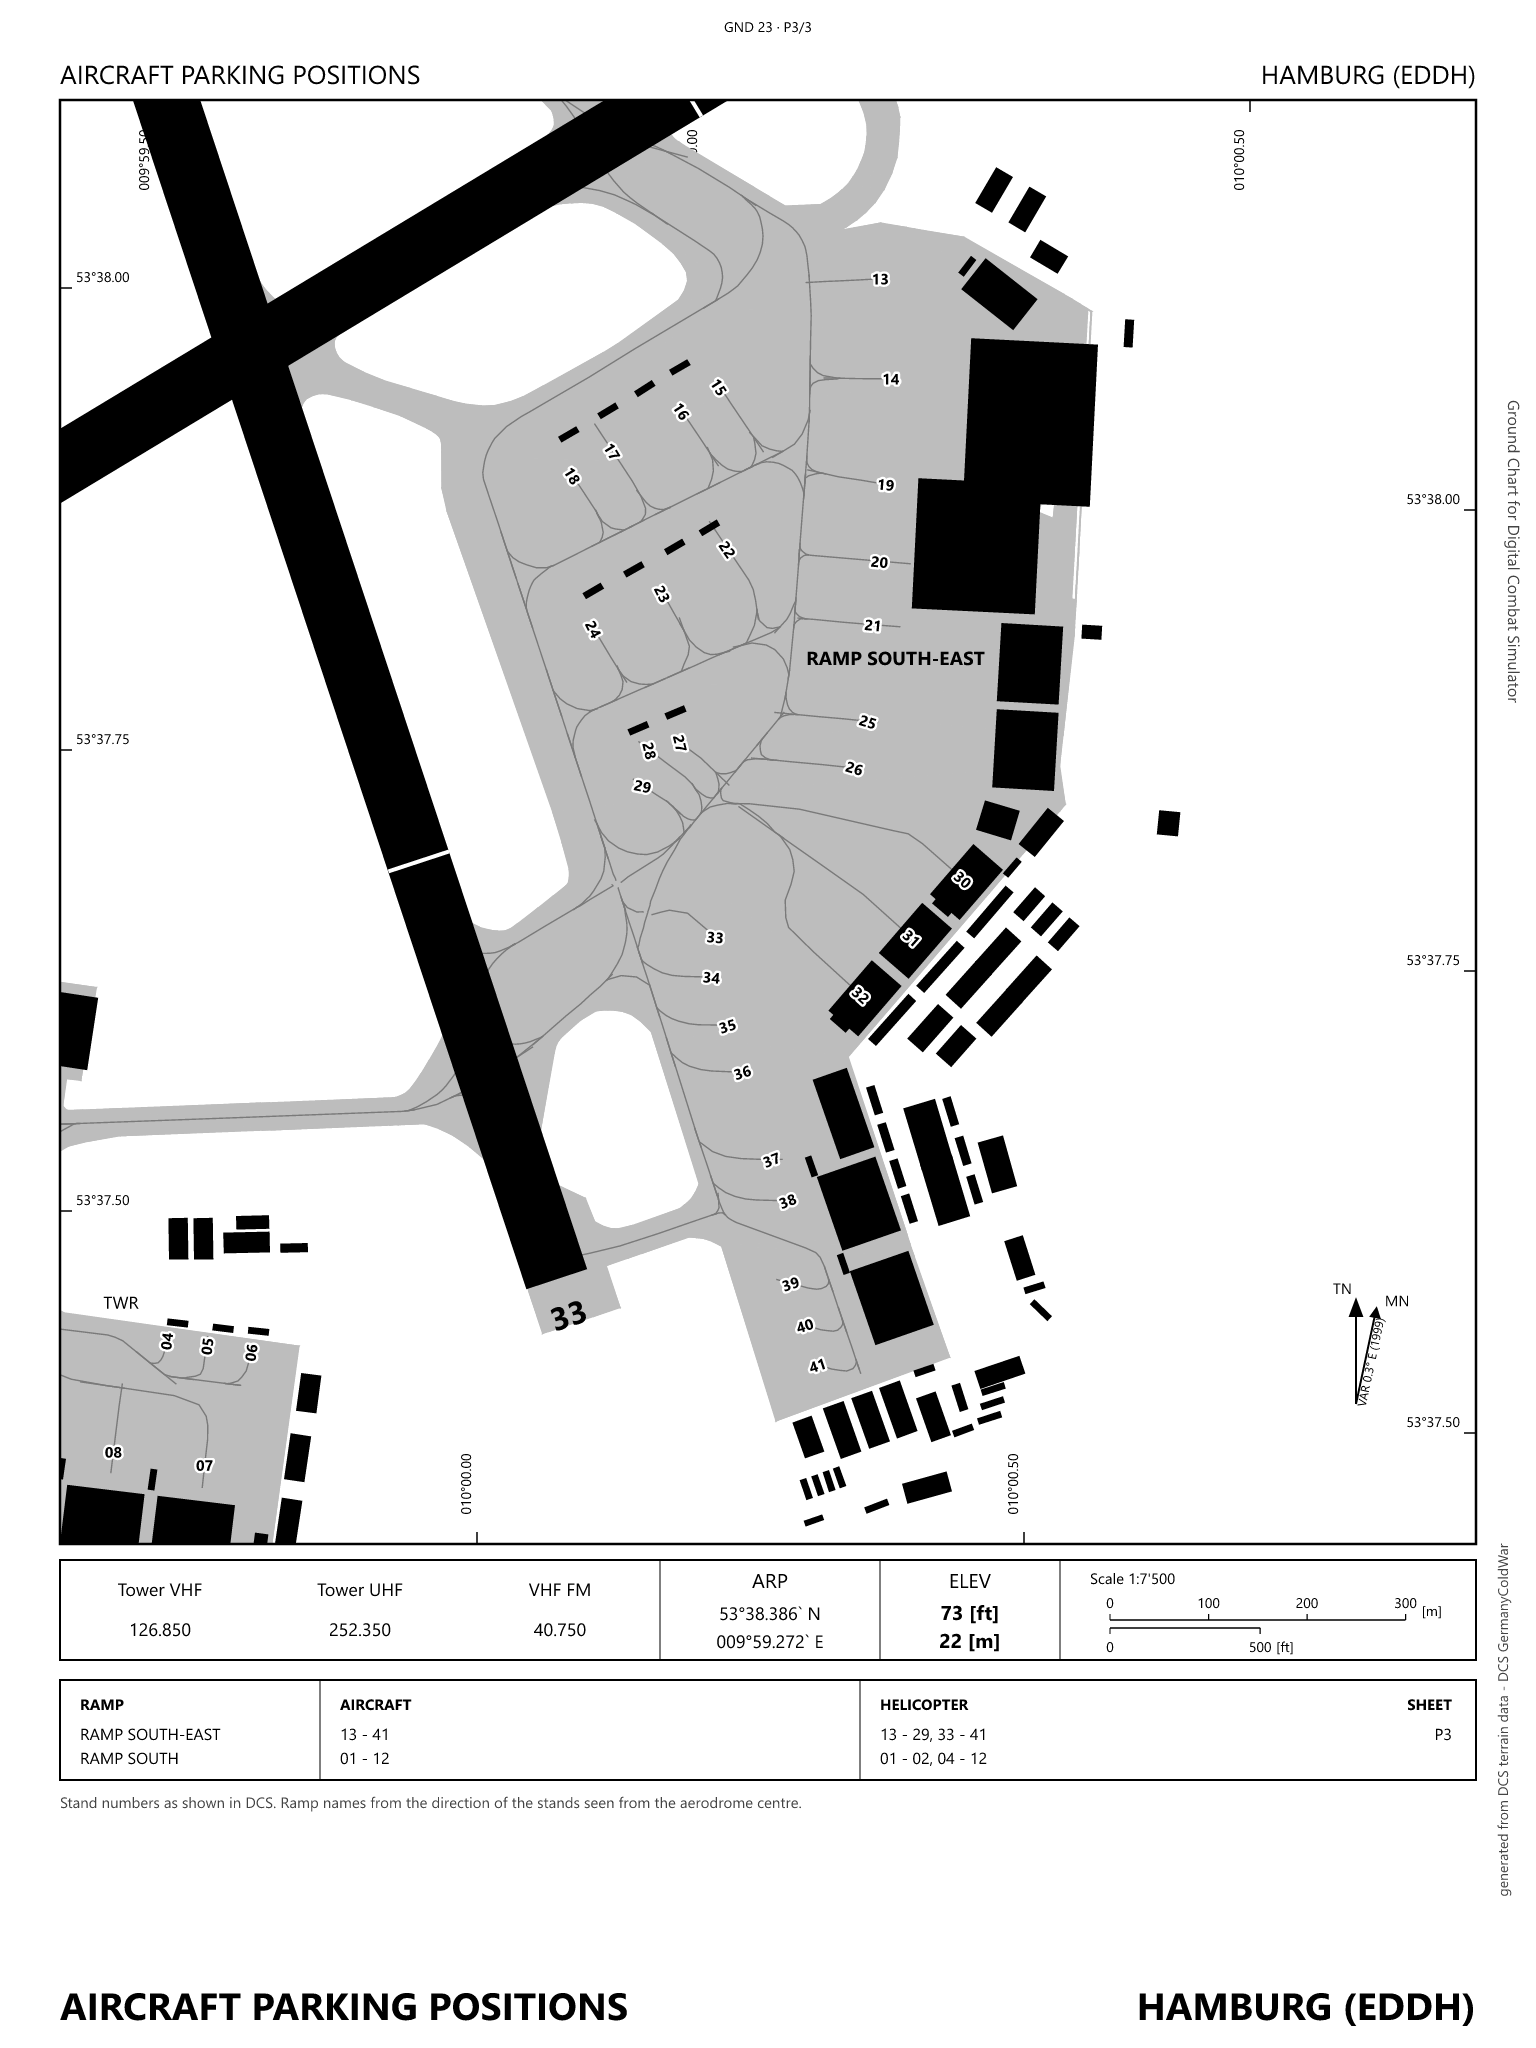 GND 23 · P3/3
AIRCRAFT PARKING POSITIONS
HAMBURG (EDDH)
009°59.50
010°00.50
53°38.00
13
14
15
16
17
18
19
53°38.00
20
21
22
23
24
RAMP SOUTH-EAST
25
26
27
28
29
53°37.75
30
31
32
33
34
35
36
53°37.75
37
38
39
40
41
53°37.50
33
TWR
04
05
06
07
08
TN
MN
VAR 0.3° E (1999)
53°37.50
010°00.00
010°00.50
Ground Chart for Digital Combat Simulator
generated from DCS terrain data - DCS GermanyColdWar
Tower VHF
126.850
Tower UHF
252.350
VHF FM
40.750
ARP
53°38.386` N
009°59.272` E
ELEV
73 [ft]
22 [m]
Scale 1:7'500
0 100 200 300 [m]
0 500 [ft]
RAMP AIRCRAFT HELICOPTER SHEET
RAMP SOUTH-EAST 13 - 41 13 - 29, 33 - 41 P3
RAMP SOUTH 01 - 12 01 - 02, 04 - 12
Stand numbers as shown in DCS. Ramp names from the direction of the stands seen from the aerodrome centre.
AIRCRAFT PARKING POSITIONS
HAMBURG (EDDH)